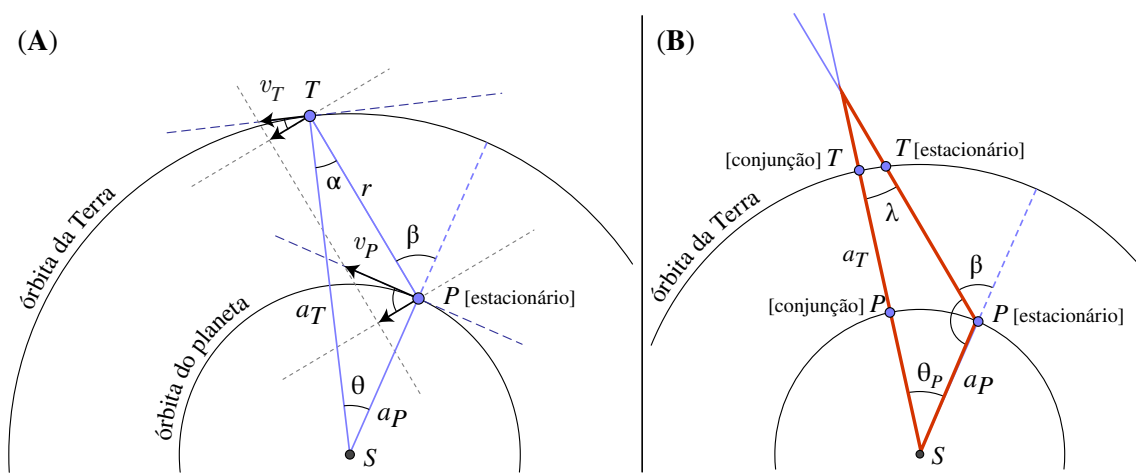 (A)
T
v_T
α
r
β
v_P
P [estacionário]
a_T
θ
a_P
S
órbita da Terra
órbita do planeta
(B)
[conjunção] T
T [estacionário]
λ
a_T
β
[conjunção] P
P [estacionário]
θ_P
a_P
S
órbita da Terra